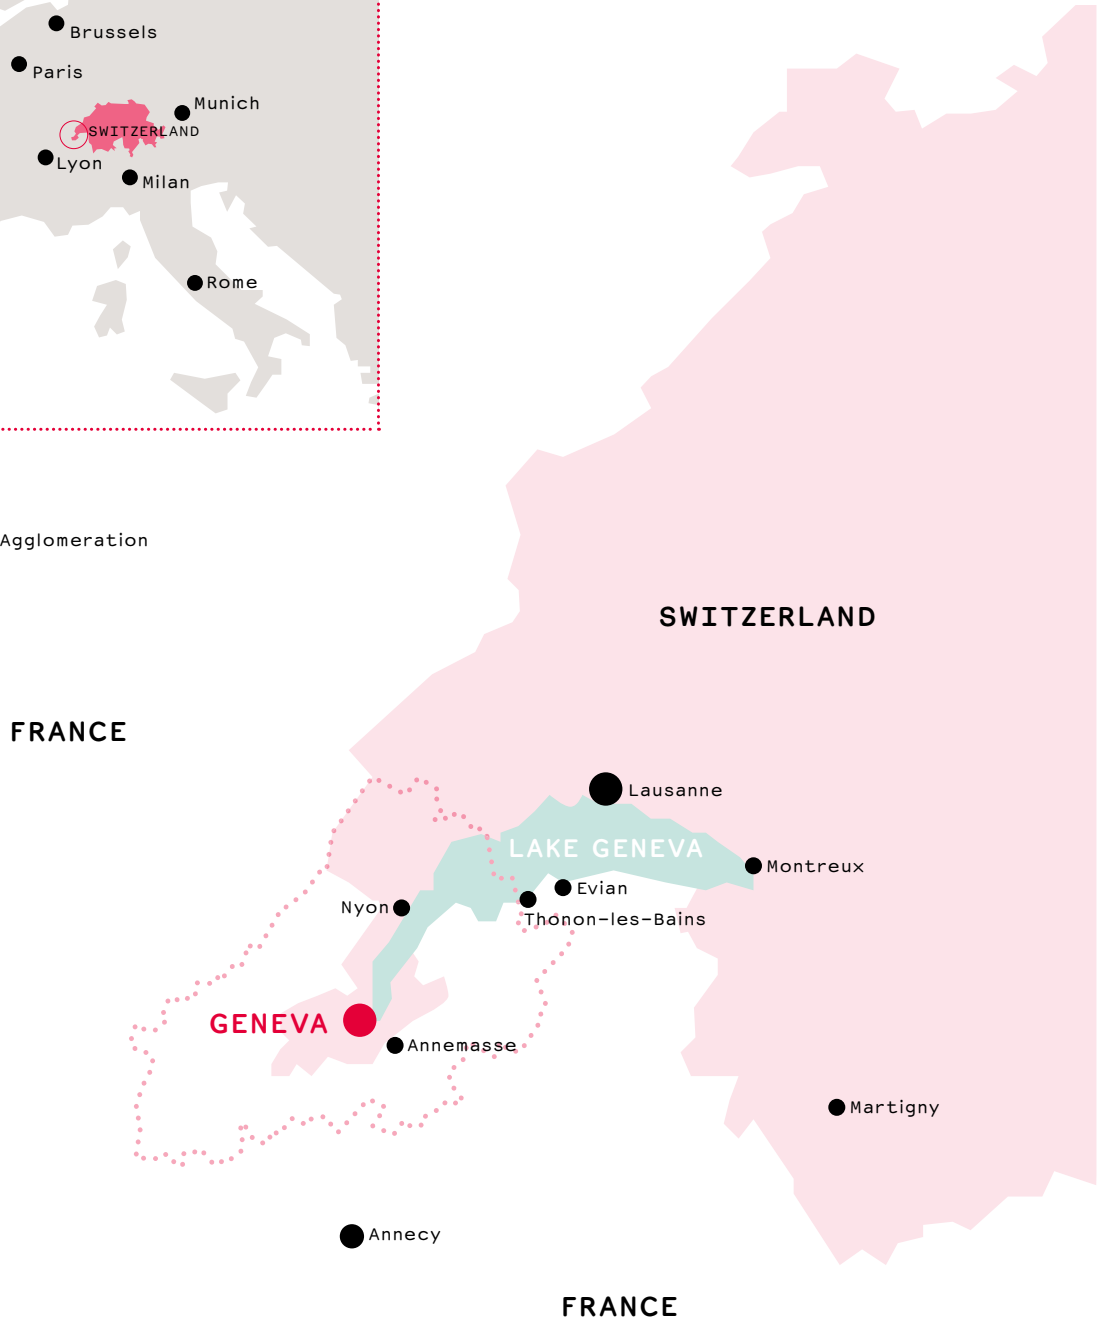 Brussels
Paris
Munich
SWITZERLAND
Lyon
Milan
Rome
Agglomeration
SWITZERLAND
FRANCE
Lausanne
LAKE GENEVA
Montreux
Evian
Nyon
Thonon-les-Bains
GENEVA
Annemasse
Martigny
Annecy
FRANCE